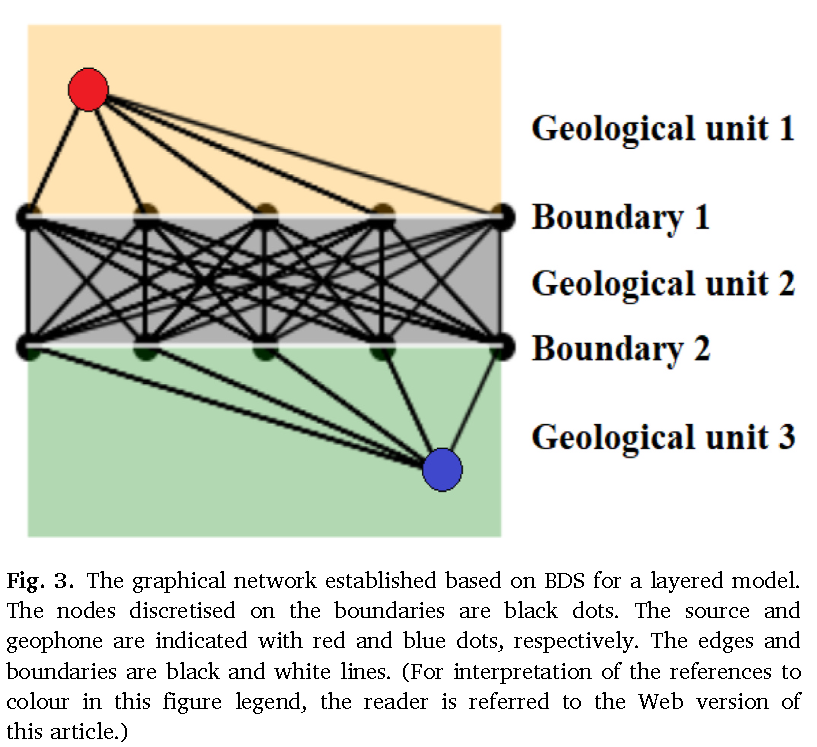 Geological unit 1
Boundary 1
Geological unit 2
Boundary 2
Geological unit 3
Fig. 3. The graphical network established based on BDS for a layered model.
The nodes discretised on the boundaries are black dots. The source and
geophone are indicated with red and blue dots, respectively. The edges and
boundaries are black and white lines. (For interpretation of the references to
colour in this figure legend, the reader is referred to the Web version of
this article.)